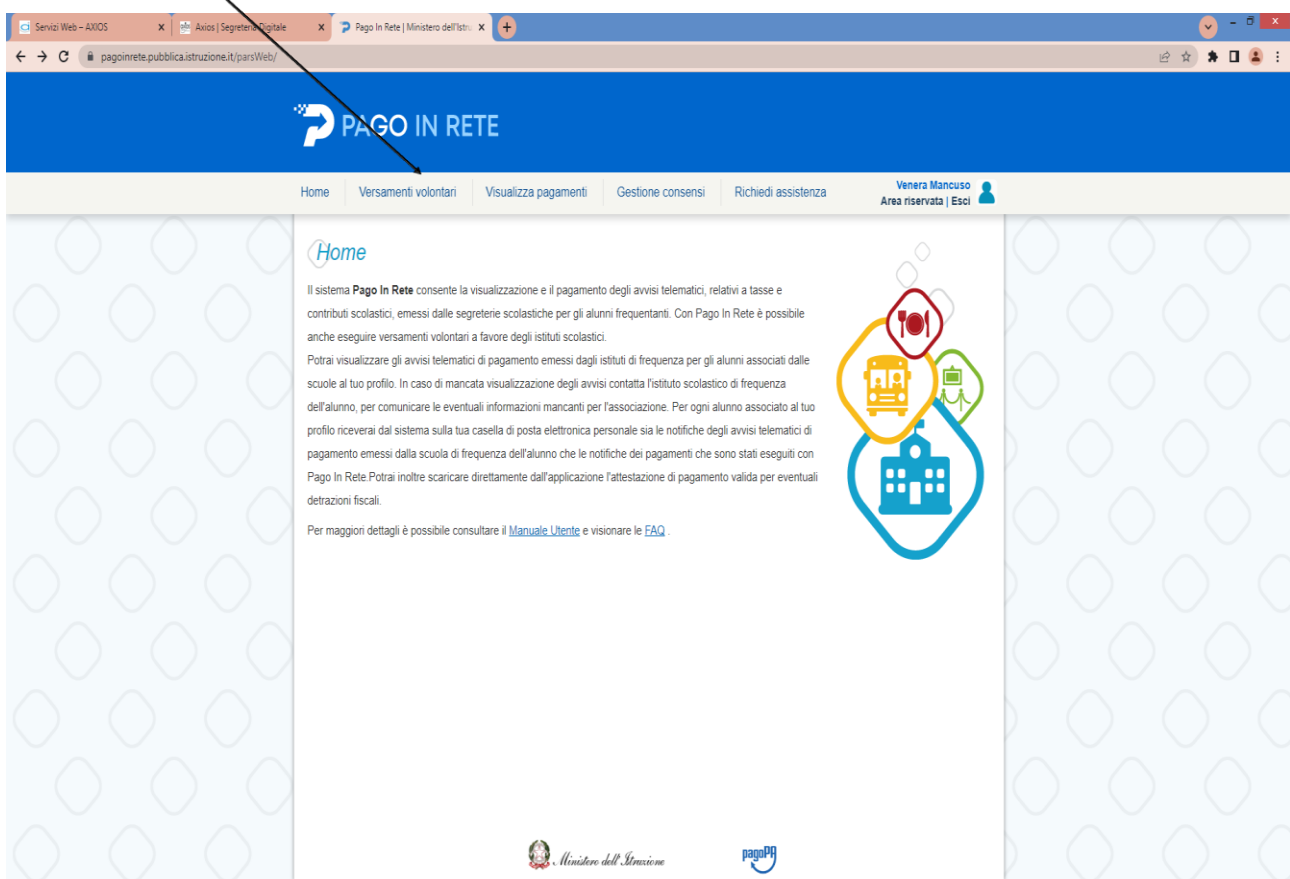 Servizi Web – AXIOS
Axios | Segreteria Digitale
Pago In Rete | Ministero dell'Istru
pagoinrete.pubblica.istruzione.it/parsWeb/
PAGO IN RETE
Home
Versamenti volontari
Visualizza pagamenti
Gestione consensi
Richiedi assistenza
Venera Mancuso
Area riservata | Esci
Home
Il sistema Pago In Rete consente la visualizzazione e il pagamento degli avvisi telematici, relativi a tasse e
contributi scolastici, emessi dalle segreterie scolastiche per gli alunni frequentanti. Con Pago In Rete è possibile
anche eseguire versamenti volontari a favore degli istituti scolastici.
Potrai visualizzare gli avvisi telematici di pagamento emessi dagli istituti di frequenza per gli alunni associati dalle
scuole al tuo profilo. In caso di mancata visualizzazione degli avvisi contatta l'istituto scolastico di frequenza
dell'alunno, per comunicare le eventuali informazioni mancanti per l'associazione. Per ogni alunno associato al tuo
profilo riceverai dal sistema sulla tua casella di posta elettronica personale sia le notifiche degli avvisi telematici di
pagamento emessi dalla scuola di frequenza dell'alunno che le notifiche dei pagamenti che sono stati eseguiti con
Pago In Rete.Potrai inoltre scaricare direttamente dall'applicazione l'attestazione di pagamento valida per eventuali
detrazioni fiscali.
Per maggiori dettagli è possibile consultare il Manuale Utente e visionare le FAQ .
Ministero dell'Istruzione
pagoPA